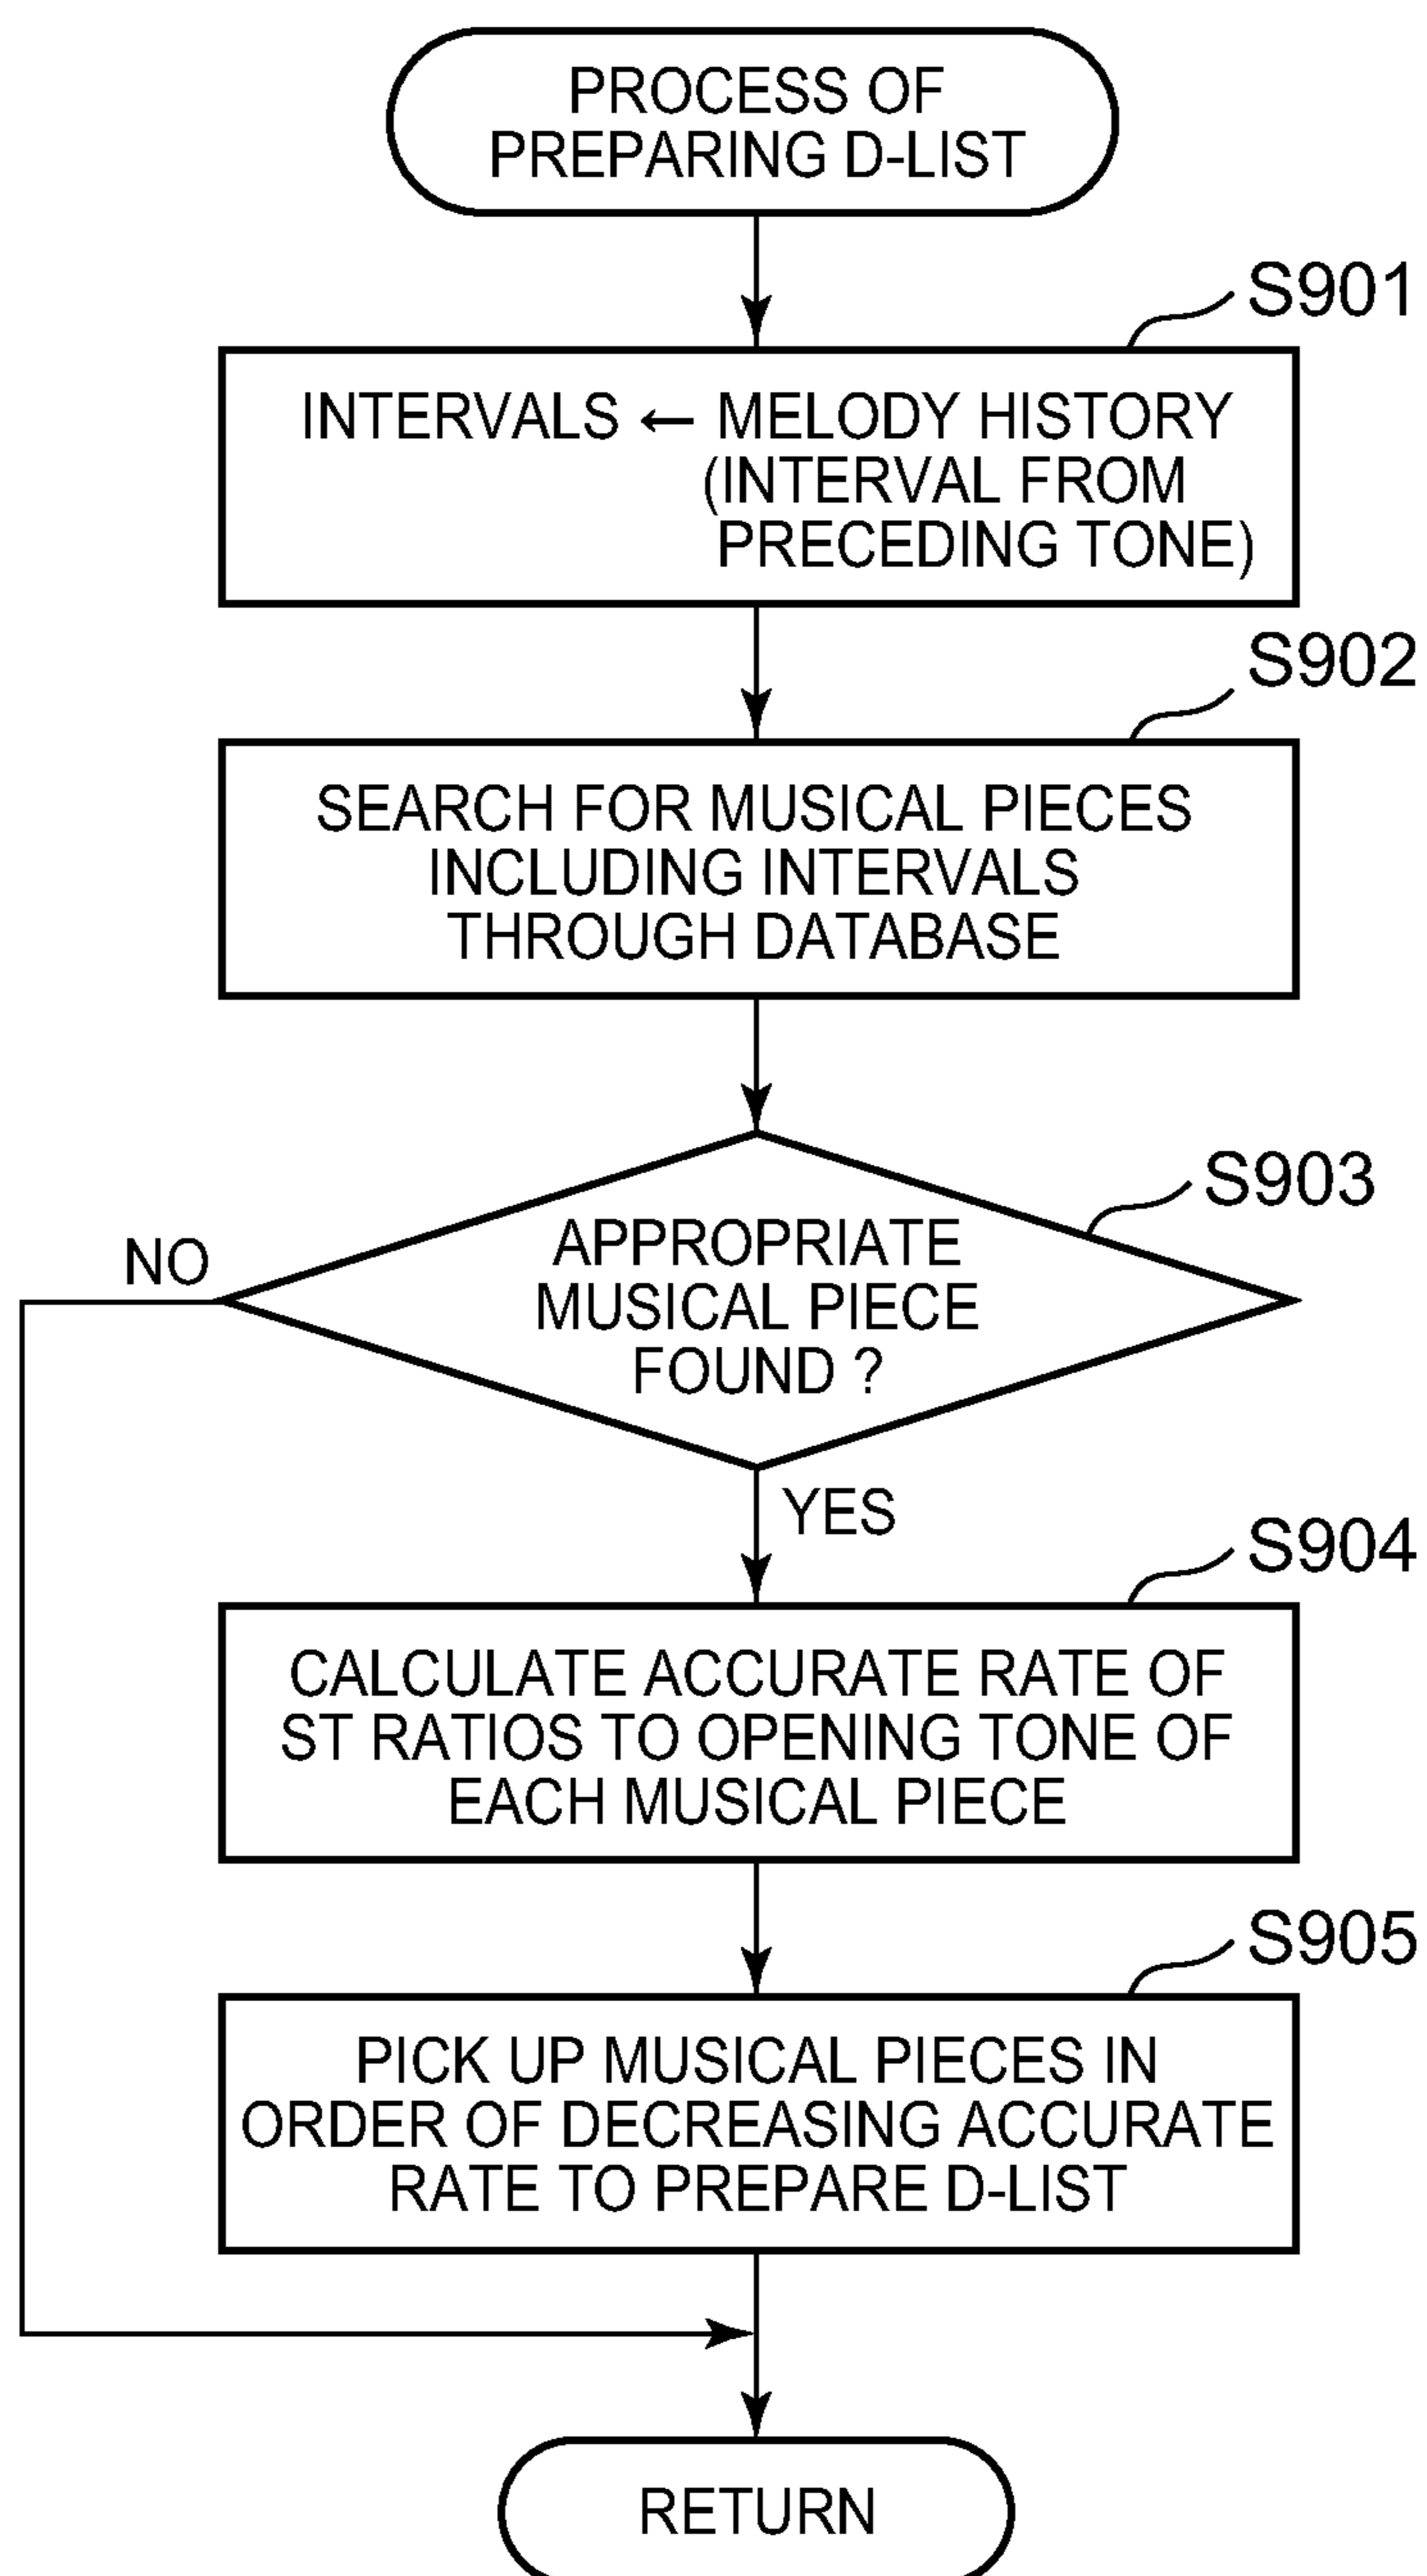 PROCESS OF
PREPARING D-LIST
S901
INTERVALS ← MELODY HISTORY
(INTERVAL FROM
PRECEDING TONE)
S902
SEARCH FOR MUSICAL PIECES
INCLUDING INTERVALS
THROUGH DATABASE
S903
APPROPRIATE
MUSICAL PIECE
FOUND ?
NO
YES
S904
CALCULATE ACCURATE RATE OF
ST RATIOS TO OPENING TONE OF
EACH MUSICAL PIECE
S905
PICK UP MUSICAL PIECES IN
ORDER OF DECREASING ACCURATE
RATE TO PREPARE D-LIST
RETURN